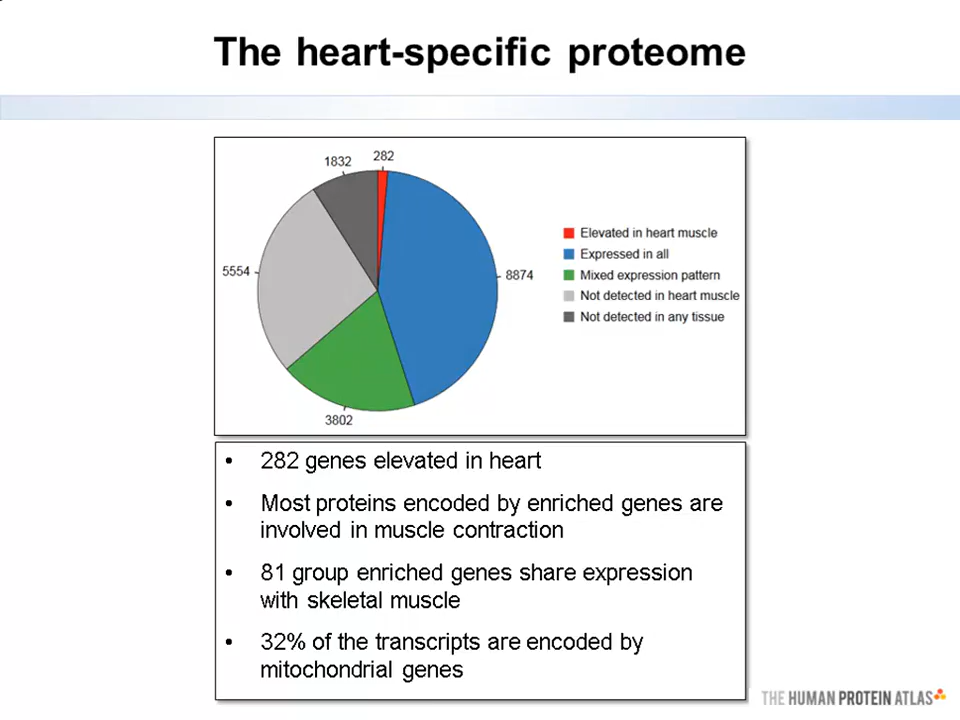 The heart-specific proteome
1832
282
5554
8874
3802
Elevated in heart muscle
Expressed in all
Mixed expression pattern
Not detected in heart muscle
Not detected in any tissue
• 282 genes elevated in heart
• Most proteins encoded by enriched genes are
involved in muscle contraction
• 81 group enriched genes share expression
with skeletal muscle
• 32% of the transcripts are encoded by
mitochondrial genes
THE HUMAN PROTEIN ATLAS